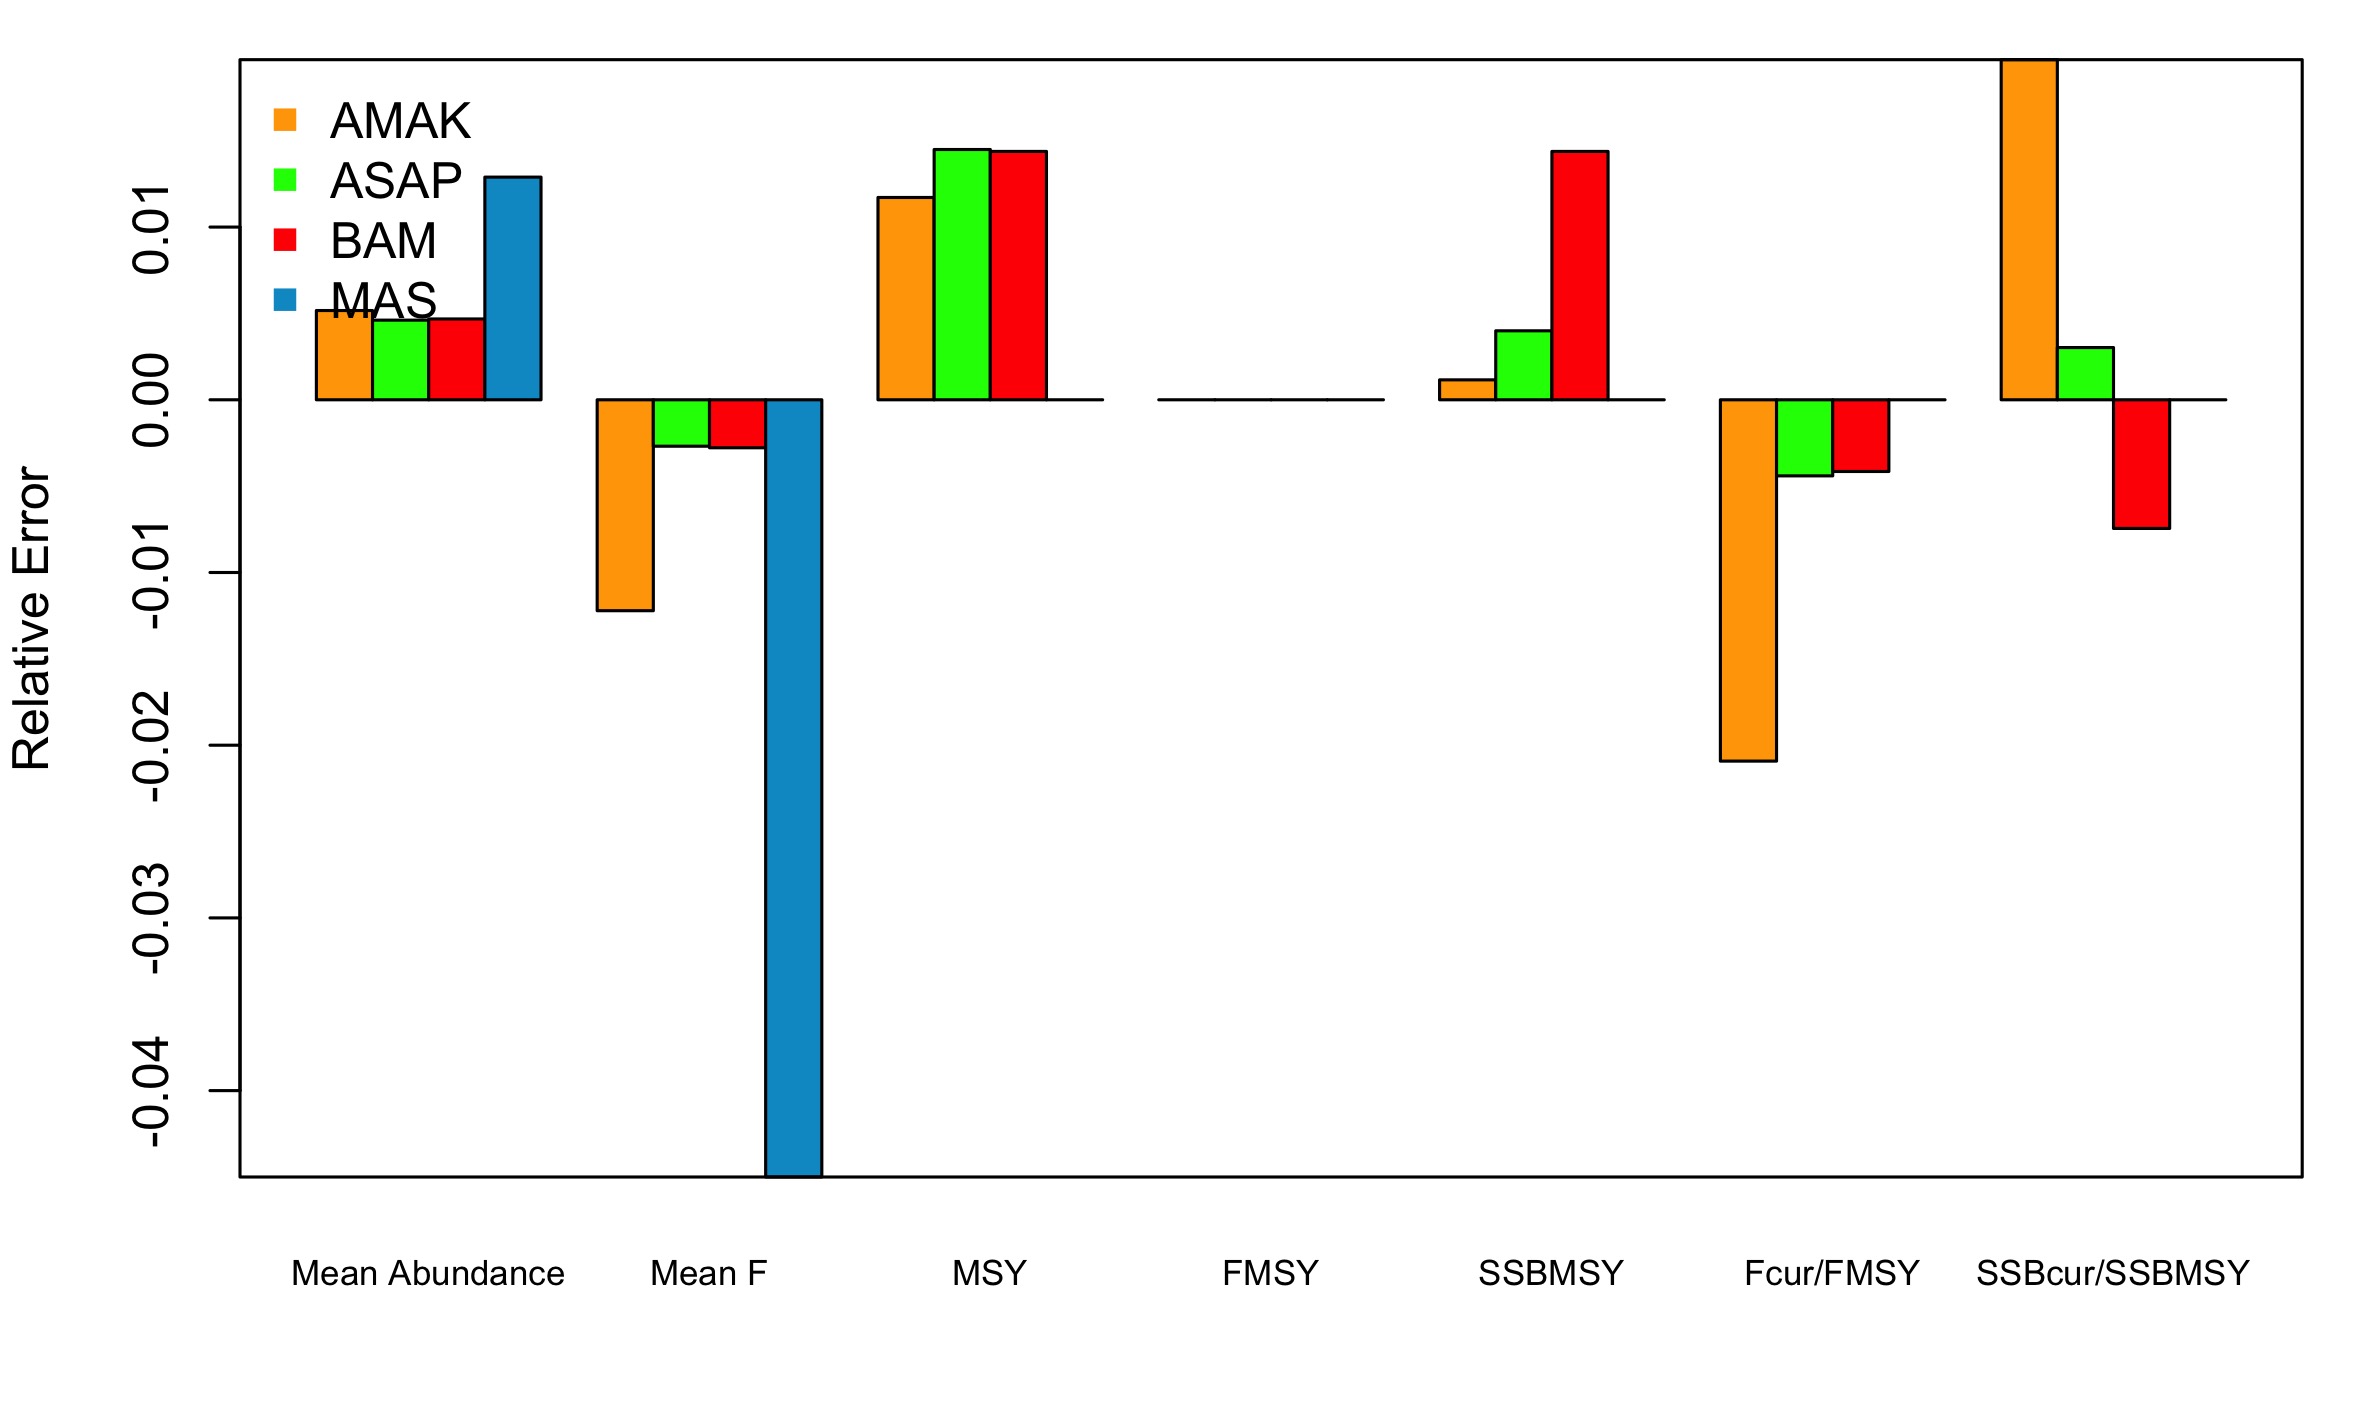 AMAK
ASAP
BAM
MAS
Relative Error
0.01
0.00
-0.01
-0.02
-0.03
-0.04
Mean Abundance
Mean F
MSY
FMSY
SSBMSY
Fcur/FMSY
SSBcur/SSBMSY